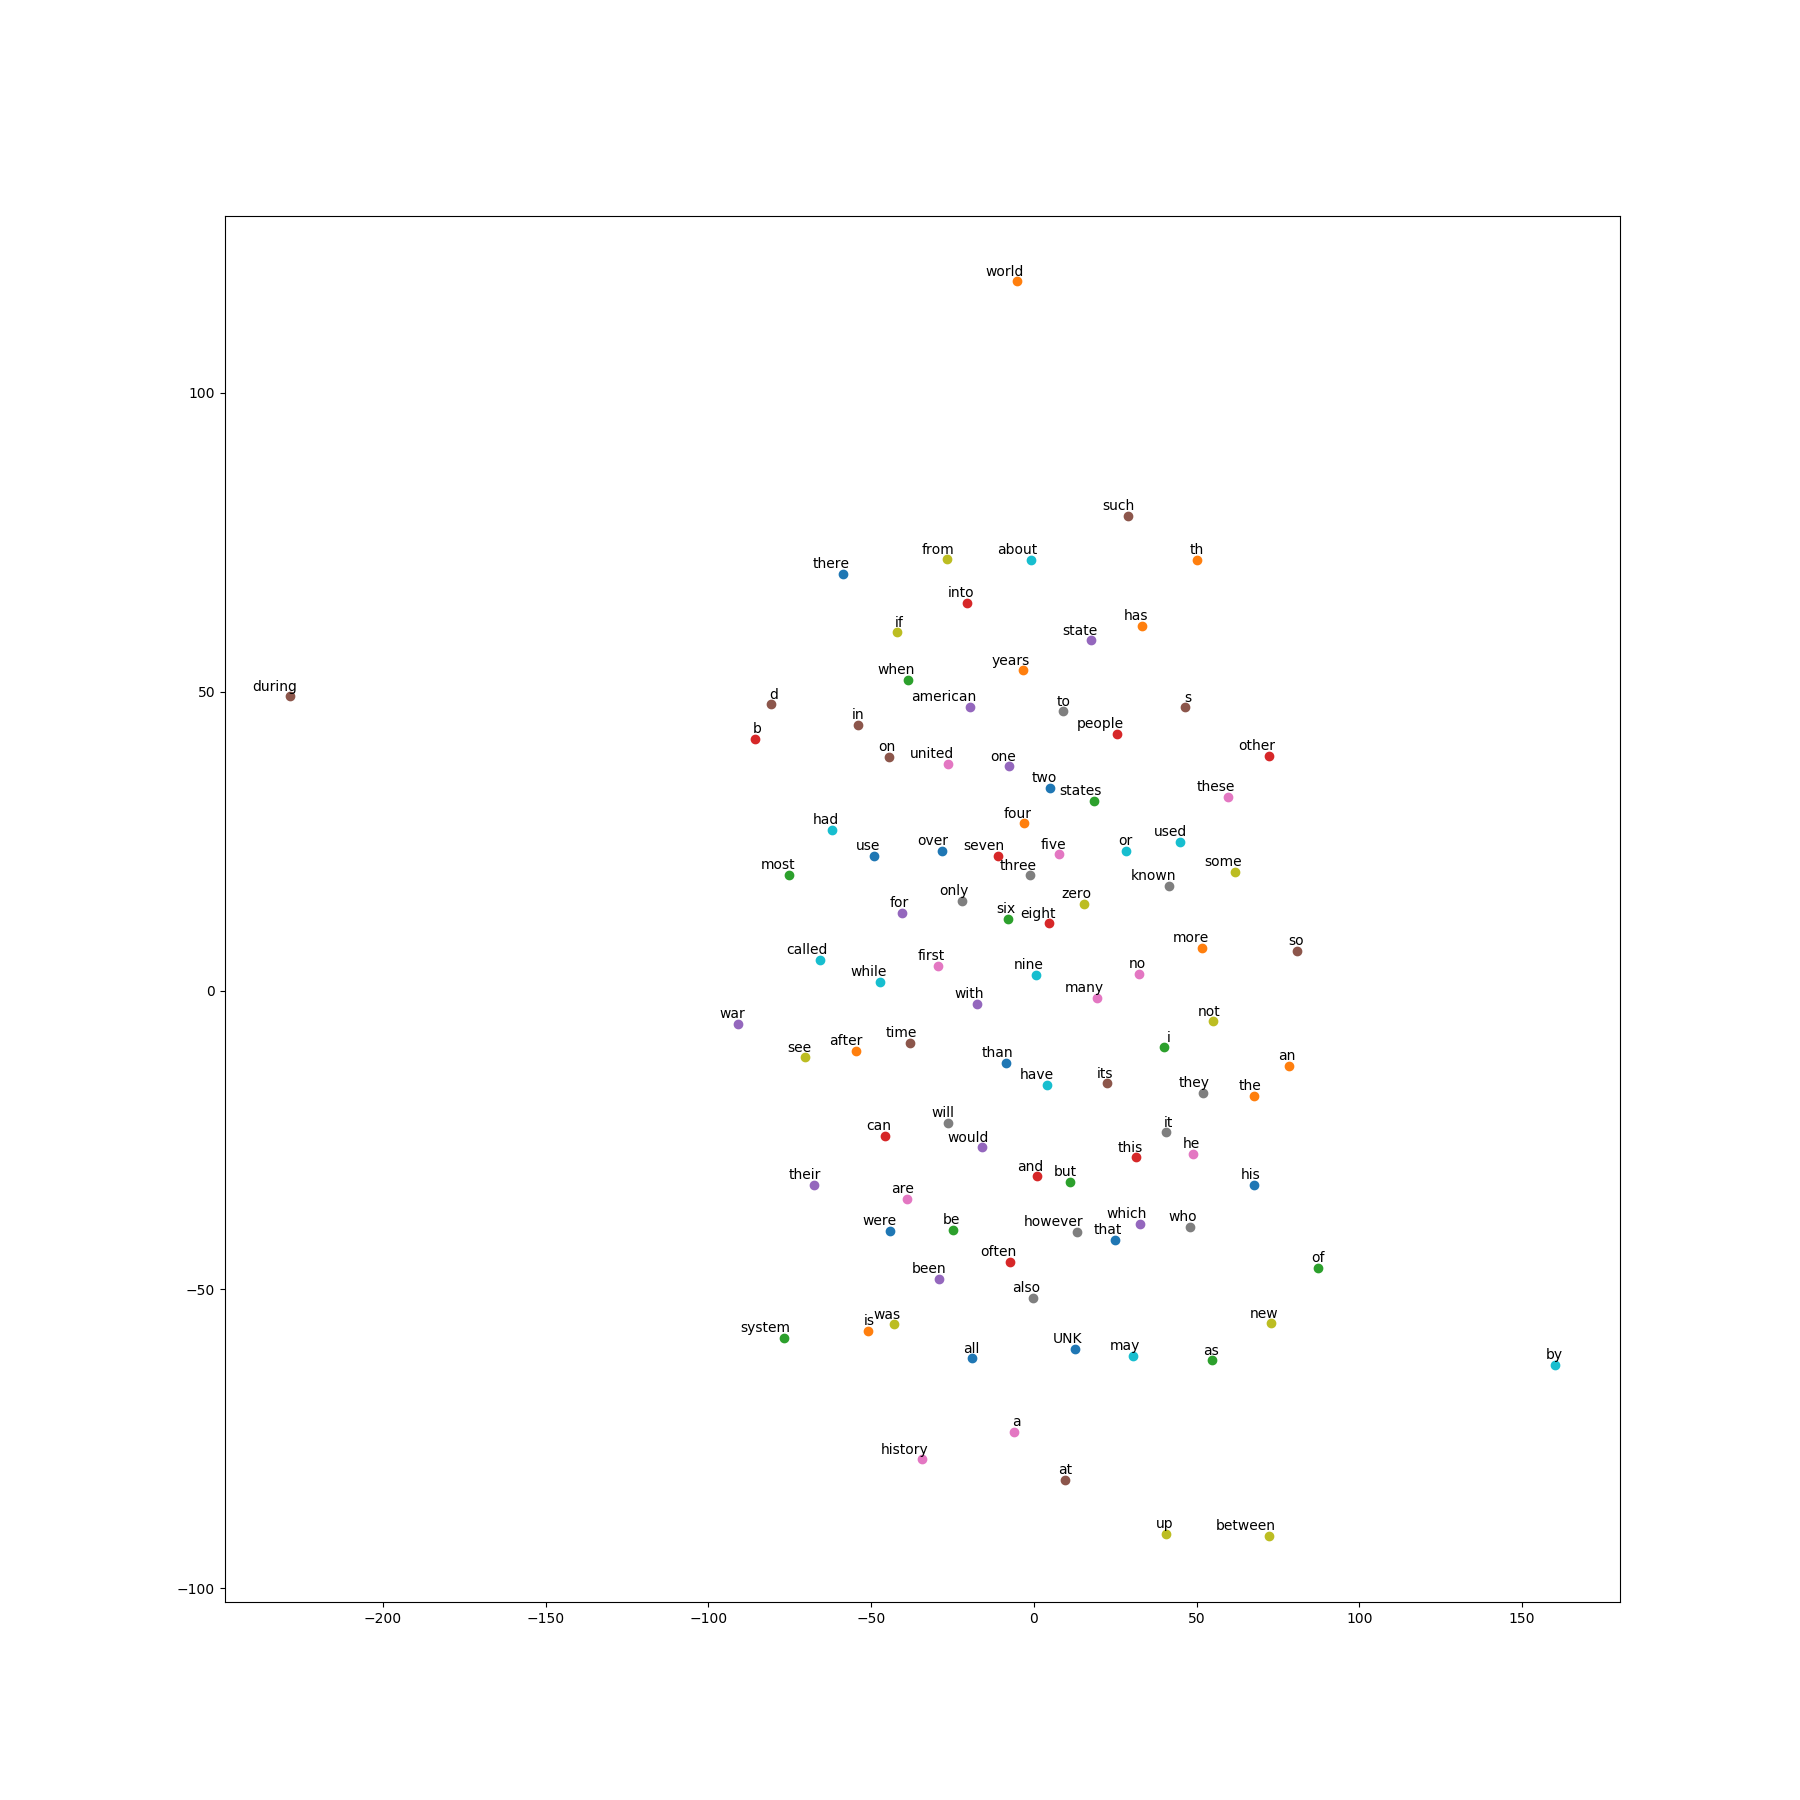 world
100
such
from
about
th
there
into
if
has
state
years
when
during
50
d
american
s
to
in
people
b
other
on
united
one
two
these
states
four
had
used
over
or
five
use
seven
some
three
most
known
only
zero
for
six
eight
more
so
called
first
nine
no
while
0
with
many
war
not
time
i
after
see
than
an
have
its
they
the
will
it
can
would
he
this
and
but
their
his
are
which
who
be
were
however
that
often
of
been
also
-50
new
was
is
system
UNK
may
all
as
by
a
history
at
up
between
-100
-200
-150
-100
-50
0
50
100
150